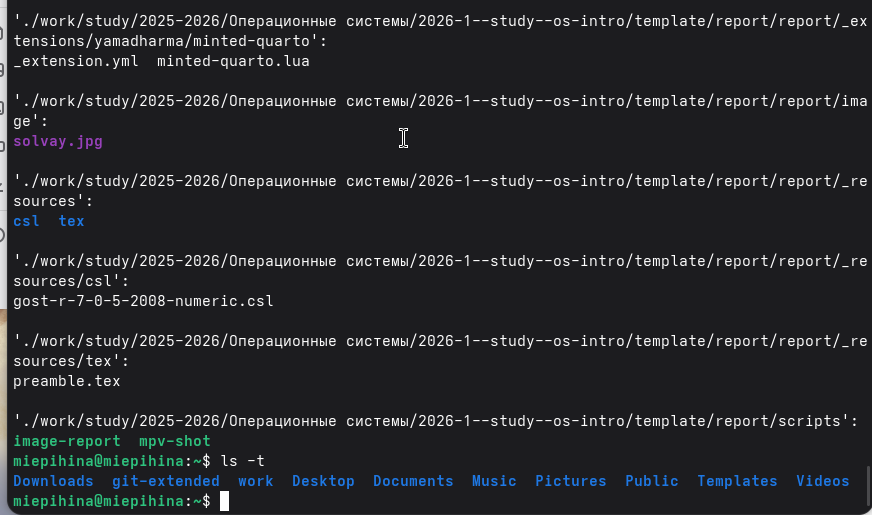 './work/study/2025-2026/Операционные системы/2026-1--study--os-intro/template/report/report/_ex
tensions/yamadharma/minted-quarto':
_extension.yml  minted-quarto.lua
'./work/study/2025-2026/Операционные системы/2026-1--study--os-intro/template/report/report/ima
ge':
solvay.jpg
'./work/study/2025-2026/Операционные системы/2026-1--study--os-intro/template/report/report/_re
sources':
csl  tex
'./work/study/2025-2026/Операционные системы/2026-1--study--os-intro/template/report/report/_re
sources/csl':
gost-r-7-0-5-2008-numeric.csl
'./work/study/2025-2026/Операционные системы/2026-1--study--os-intro/template/report/report/_re
sources/tex':
preamble.tex
'./work/study/2025-2026/Операционные системы/2026-1--study--os-intro/template/report/scripts':
image-report  mpv-shot
miepihina@miepihina:~$ ls -t
Downloads  git-extended  work  Desktop  Documents  Music  Pictures  Public  Templates  Videos
miepihina@miepihina:~$